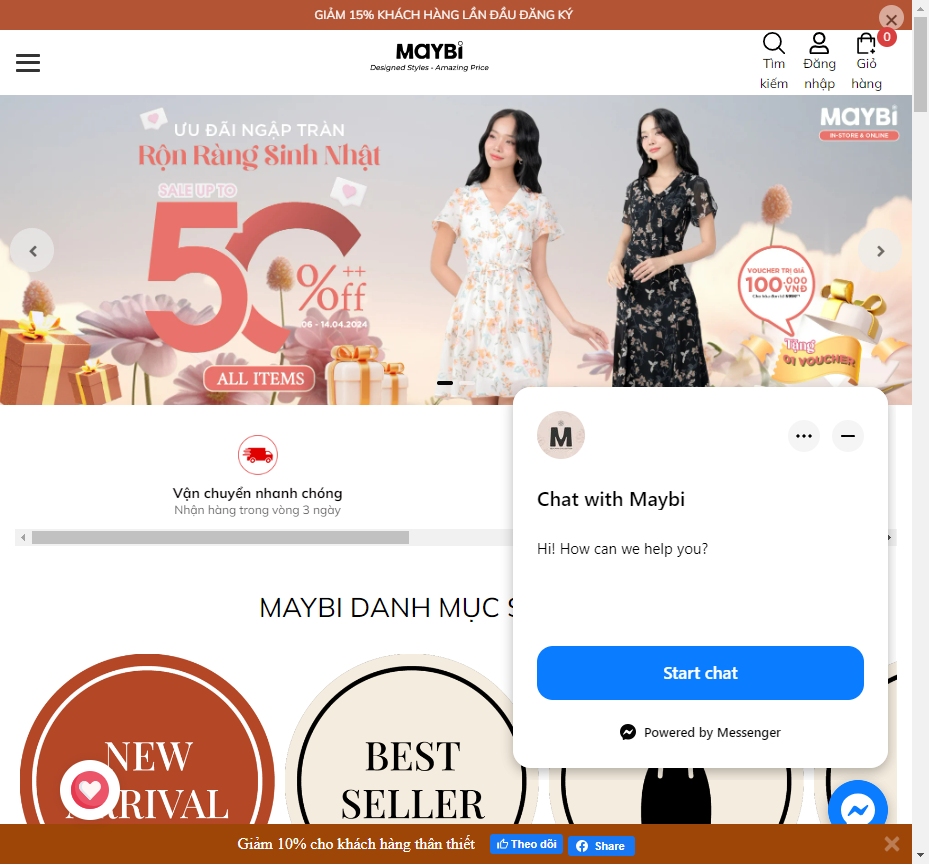 GIẢM 15% KHÁCH HÀNG LẦN ĐẦU ĐĂNG KÝ
MAYBi
Designed Styles - Amazing Price
Tìm kiếm
Đăng nhập
0
Giỏ hàng
ƯU ĐÃI NGẬP TRÀN
Rộn Ràng Sinh Nhật
SALE UP TO
50%++
off
06 - 14.04.2024
ALL ITEMS
MAYBi
IN-STORE & ONLINE
VOUCHER TRỊ GIÁ
100.000
VNĐ
Tặng
01 VOUCHER
Vận chuyển nhanh chóng
Nhận hàng trong vòng 3 ngày
MAYBI DANH MỤC
NEW
BEST
SELLER
M
Chat with Maybi
Hi! How can we help you?
Start chat
Powered by Messenger
Giảm 10% cho khách hàng thân thiết
Theo dõi
Share